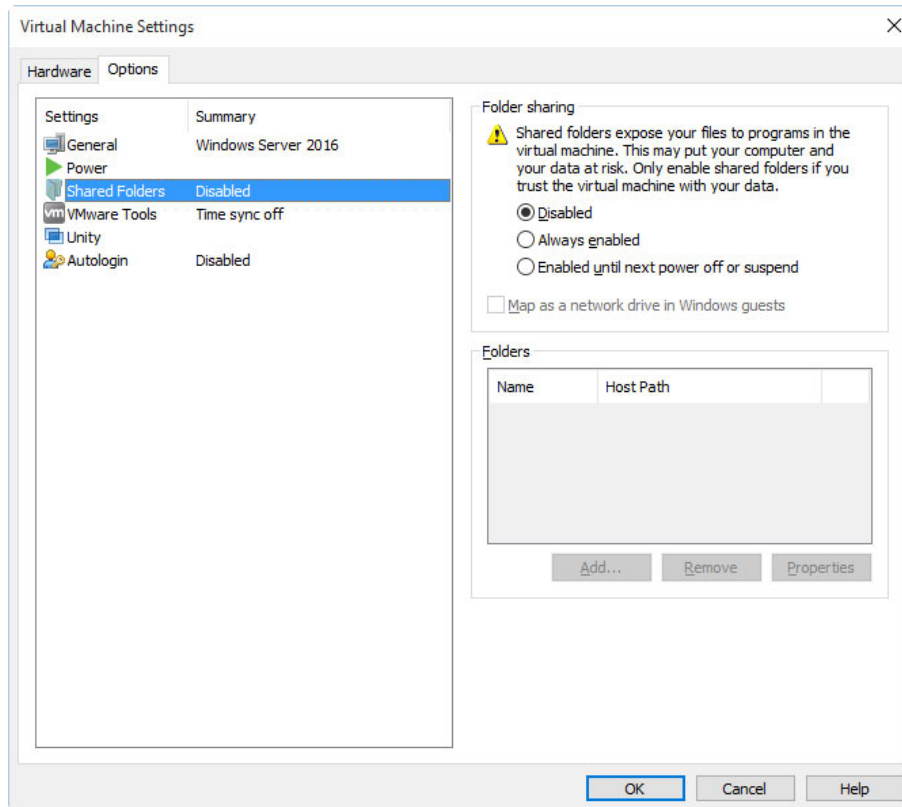 Virtual Machine Settings
Hardware
Options
Settings Summary
General Windows Server 2016
Power
Shared Folders Disabled
vm VMware Tools Time sync off
Unity
Autologin Disabled
Folder sharing
Shared folders expose your files to programs in the
virtual machine. This may put your computer and
your data at risk. Only enable shared folders if you
trust the virtual machine with your data.
Disabled
Always enabled
Enabled until next power off or suspend
Map as a network drive in Windows guests
Folders
Name Host Path
Add... Remove Properties
OK Cancel Help